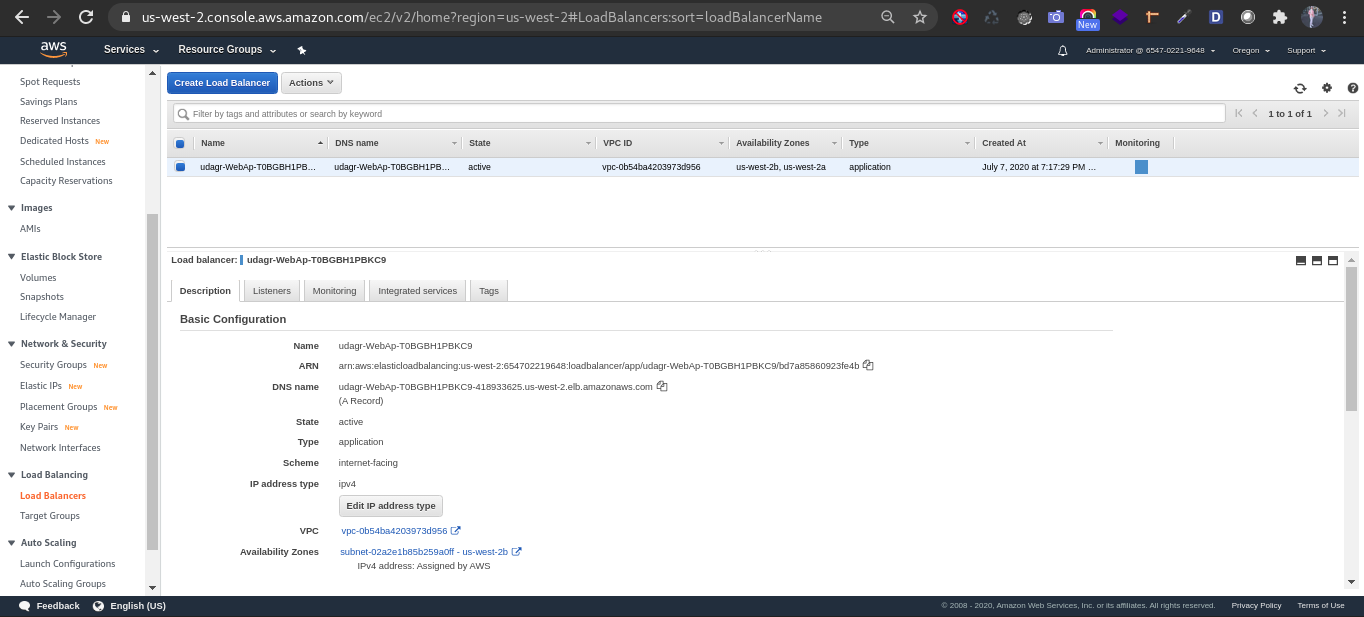 us-west-2.console.aws.amazon.com/ec2/v2/home?region=us-west-2#LoadBalancers:sort=loadBalancerName
New
D
aws
Services
Resource Groups
Administrator @ 6547-0221-9648
Oregon
Support
Spot Requests
Savings Plans
Reserved Instances
Dedicated Hosts New
Scheduled Instances
Capacity Reservations
Images
AMIs
Elastic Block Store
Volumes
Snapshots
Lifecycle Manager
Network & Security
Security Groups New
Elastic IPs New
Placement Groups New
Key Pairs New
Network Interfaces
Load Balancing
Load Balancers
Target Groups
Auto Scaling
Launch Configurations
Auto Scaling Groups
Create Load Balancer
Actions
Filter by tags and attributes or search by keyword
1 to 1 of 1
Name DNS name State VPC ID Availability Zones Type Created At Monitoring
udagr-WebAp-T0BGBH1PB... udagr-WebAp-T0BGBH1PB... active vpc-0b54ba4203973d956 us-west-2b, us-west-2a application July 7, 2020 at 7:17:29 PM ...
Load balancer: udagr-WebAp-T0BGBH1PBKC9
Description Listeners Monitoring Integrated services Tags
Basic Configuration
Name udagr-WebAp-T0BGBH1PBKC9
ARN arn:aws:elasticloadbalancing:us-west-2:654702219648:loadbalancer/app/udagr-WebAp-T0BGBH1PBKC9/bd7a85860923fe4b
DNS name udagr-WebAp-T0BGBH1PBKC9-418933625.us-west-2.elb.amazonaws.com
(A Record)
State active
Type application
Scheme internet-facing
IP address type ipv4
Edit IP address type
VPC vpc-0b54ba4203973d956
Availability Zones subnet-02a2e1b85b259a0ff - us-west-2b
IPv4 address: Assigned by AWS
Feedback
English (US)
© 2008 - 2020, Amazon Web Services, Inc. or its affiliates. All rights reserved.
Privacy Policy
Terms of Use